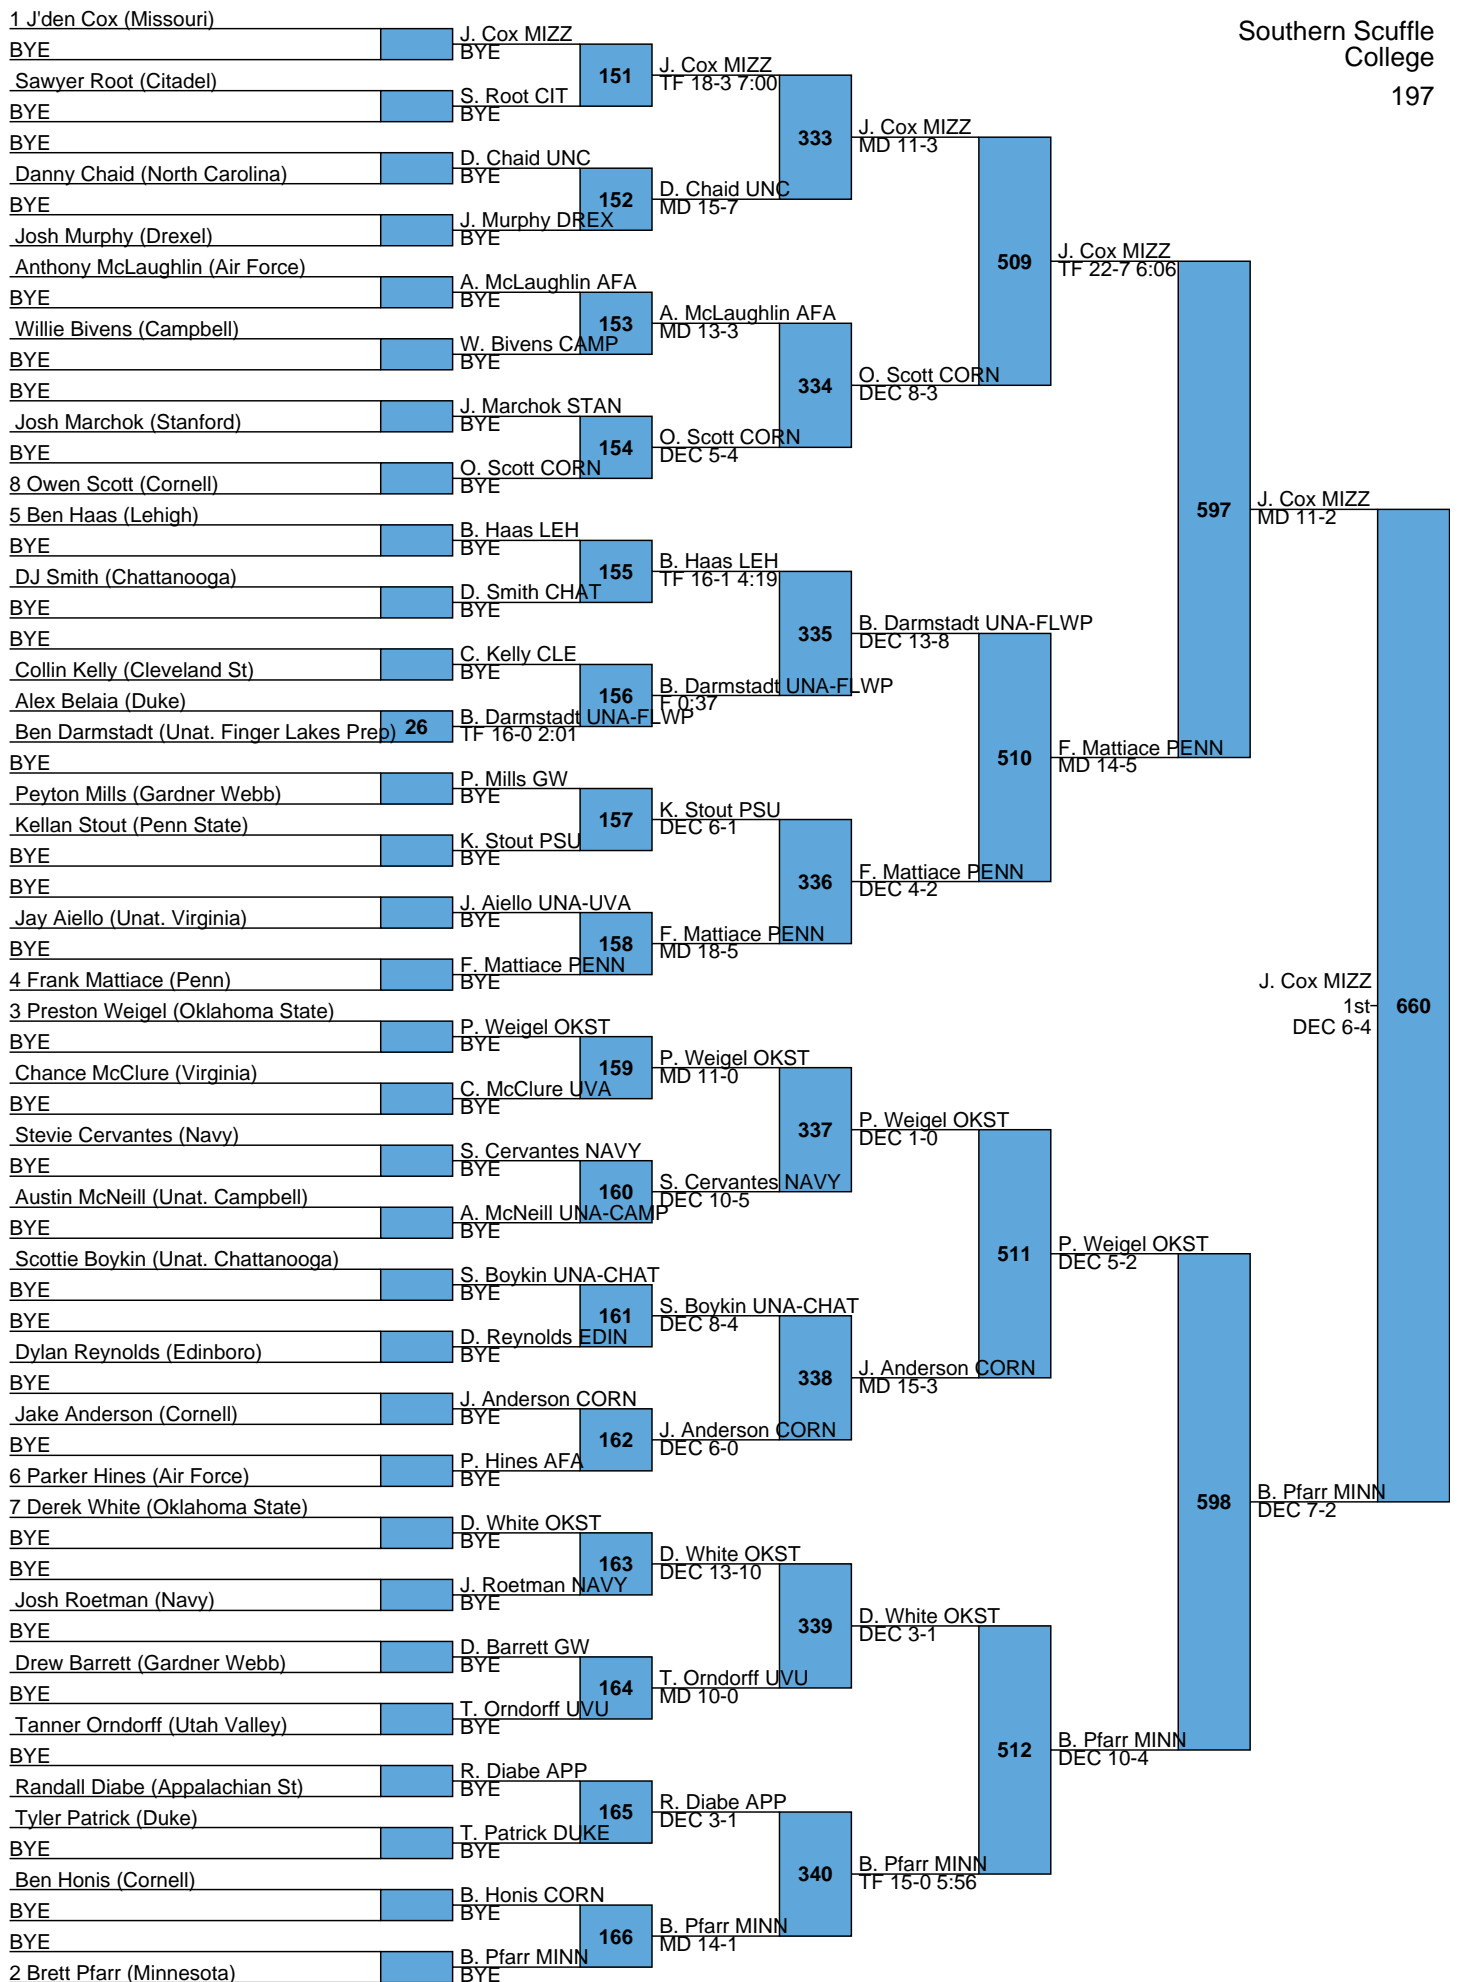 Southern Scuffle
College
197
1 J'den Cox (Missouri)
BYE
Sawyer Root (Citadel)
BYE
BYE
Danny Chaid (North Carolina)
BYE
Josh Murphy (Drexel)
Anthony McLaughlin (Air Force)
BYE
Willie Bivens (Campbell)
BYE
BYE
Josh Marchok (Stanford)
BYE
8 Owen Scott (Cornell)
5 Ben Haas (Lehigh)
BYE
DJ Smith (Chattanooga)
BYE
BYE
Collin Kelly (Cleveland St)
Alex Belaia (Duke)
Ben Darmstadt (Unat. Finger Lakes Prep)
BYE
Peyton Mills (Gardner Webb)
Kellan Stout (Penn State)
BYE
BYE
Jay Aiello (Unat. Virginia)
BYE
4 Frank Mattiace (Penn)
3 Preston Weigel (Oklahoma State)
BYE
Chance McClure (Virginia)
BYE
Stevie Cervantes (Navy)
BYE
Austin McNeill (Unat. Campbell)
BYE
Scottie Boykin (Unat. Chattanooga)
BYE
BYE
Dylan Reynolds (Edinboro)
BYE
Jake Anderson (Cornell)
BYE
6 Parker Hines (Air Force)
7 Derek White (Oklahoma State)
BYE
BYE
Josh Roetman (Navy)
BYE
Drew Barrett (Gardner Webb)
BYE
Tanner Orndorff (Utah Valley)
BYE
Randall Diabe (Appalachian St)
Tyler Patrick (Duke)
BYE
Ben Honis (Cornell)
BYE
BYE
2 Brett Pfarr (Minnesota)
26
J. Cox MIZZ
BYE
S. Root CIT
BYE
D. Chaid UNC
BYE
J. Murphy DREX
BYE
A. McLaughlin AFA
BYE
W. Bivens CAMP
BYE
J. Marchok STAN
BYE
O. Scott CORN
BYE
B. Haas LEH
BYE
D. Smith CHAT
BYE
C. Kelly CLE
BYE
B. Darmstadt UNA-FLWP
TF 16-0 2:01
P. Mills GW
BYE
K. Stout PSU
BYE
J. Aiello UNA-UVA
BYE
F. Mattiace PENN
BYE
P. Weigel OKST
BYE
C. McClure UVA
BYE
S. Cervantes NAVY
BYE
A. McNeill UNA-CAMP
BYE
S. Boykin UNA-CHAT
BYE
D. Reynolds EDIN
BYE
J. Anderson CORN
BYE
P. Hines AFA
BYE
D. White OKST
BYE
J. Roetman NAVY
BYE
D. Barrett GW
BYE
T. Orndorff UVU
BYE
R. Diabe APP
BYE
T. Patrick DUKE
BYE
B. Honis CORN
BYE
B. Pfarr MINN
BYE
151
152
153
154
155
156
157
158
159
160
161
162
163
164
165
166
J. Cox MIZZ
TF 18-3 7:00
D. Chaid UNC
MD 15-7
A. McLaughlin AFA
MD 13-3
O. Scott CORN
DEC 5-4
B. Haas LEH
TF 16-1 4:19
B. Darmstadt UNA-FLWP
F 0:37
K. Stout PSU
DEC 6-1
F. Mattiace PENN
MD 18-5
P. Weigel OKST
MD 11-0
S. Cervantes NAVY
DEC 10-5
S. Boykin UNA-CHAT
DEC 8-4
J. Anderson CORN
DEC 6-0
D. White OKST
DEC 13-10
T. Orndorff UVU
MD 10-0
R. Diabe APP
DEC 3-1
B. Pfarr MINN
MD 14-1
333
334
335
336
337
338
339
340
J. Cox MIZZ
MD 11-3
O. Scott CORN
DEC 8-3
B. Darmstadt UNA-FLWP
DEC 13-8
F. Mattiace PENN
DEC 4-2
P. Weigel OKST
DEC 1-0
J. Anderson CORN
MD 15-3
D. White OKST
DEC 3-1
B. Pfarr MINN
TF 15-0 5:56
509
510
511
512
J. Cox MIZZ
TF 22-7 6:06
F. Mattiace PENN
MD 14-5
P. Weigel OKST
DEC 5-2
B. Pfarr MINN
DEC 10-4
597
598
J. Cox MIZZ
MD 11-2
B. Pfarr MINN
DEC 7-2
J. Cox MIZZ
1st
DEC 6-4
660